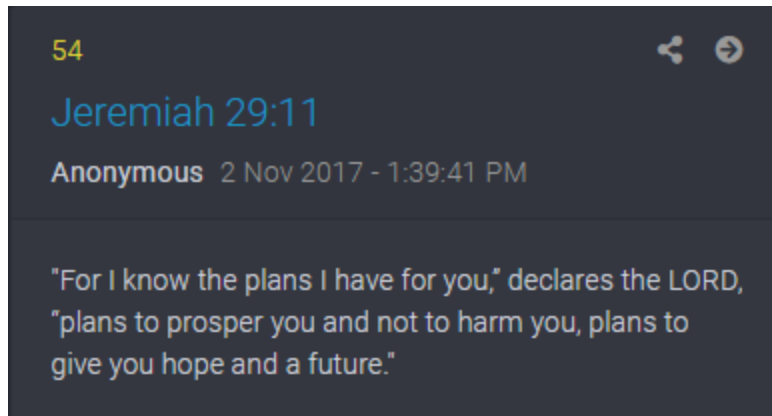 54
Jeremiah 29:11
Anonymous 2 Nov 2017 - 1:39:41 PM
"For I know the plans I have for you,” declares the LORD,
“plans to prosper you and not to harm you, plans to
give you hope and a future."